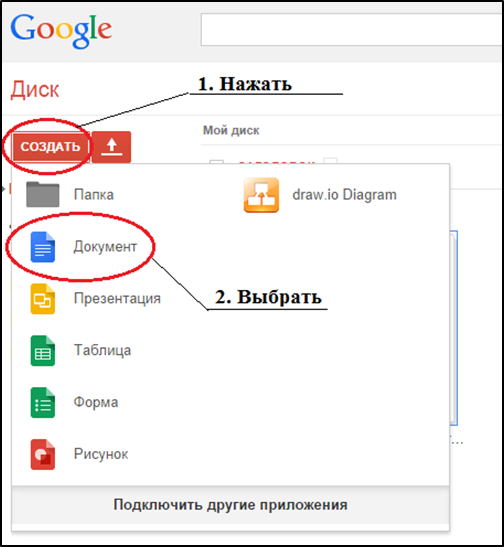 Google
Диск
1. Нажать
СОЗДАТЬ
Мой диск
Папка
draw.io Diagram
Документ
2. Выбрать
Презентация
Таблица
Форма
Рисунок
Подключить другие приложения